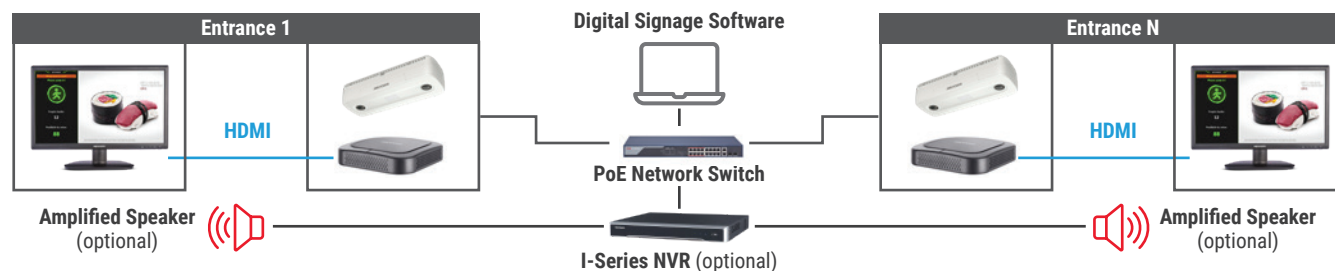 Digital Signage Software
Entrance 1
Entrance N
HDMI
HDMI
PoE Network Switch
Amplified Speaker
(optional)
Amplified Speaker
(optional)
I-Series NVR (optional)